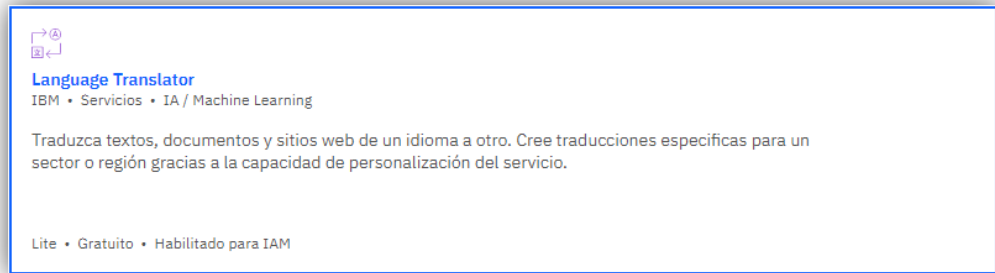 Language Translator
IBM • Servicios • IA / Machine Learning
Traduzca textos, documentos y sitios web de un idioma a otro. Cree traducciones especificas para un
sector o región gracias a la capacidad de personalización del servicio.
Lite • Gratuito • Habilitado para IAM